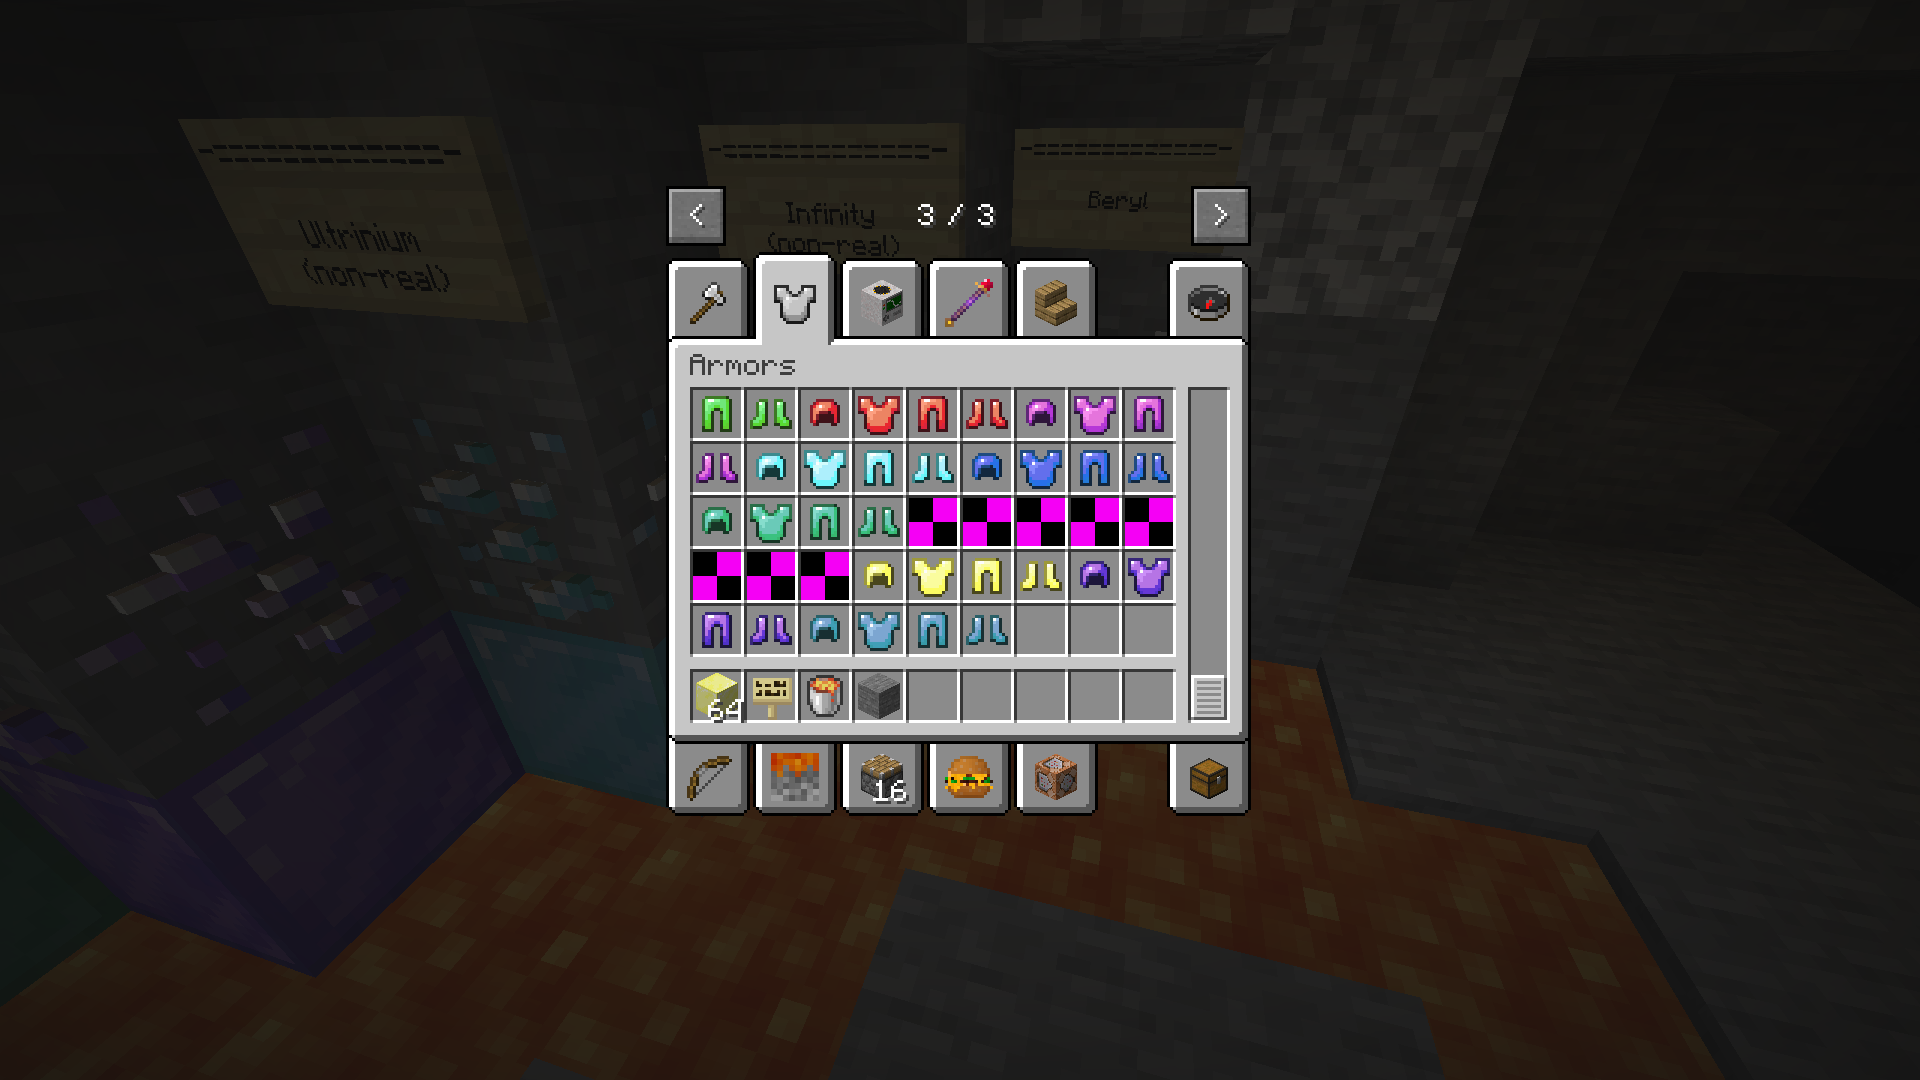 Ultrinium
(non-real)
Infinity
(non-real)
Beryl
< 3 / 3 >
Armors
64
16